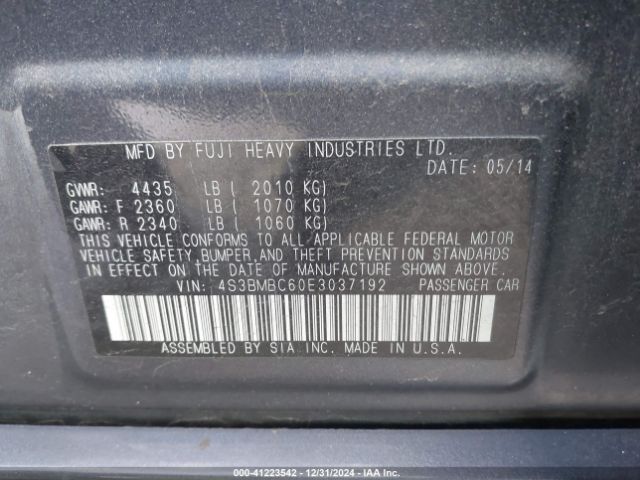 MFD BY FUJI HEAVY INDUSTRIES LTD.
DATE: 05/14
GVWR: 4435 LB ( 2010 KG)
GAWR: F 2360 LB ( 1070 KG)
GAWR: R 2340 LB ( 1060 KG)
THIS VEHICLE CONFORMS TO ALL APPLICABLE FEDERAL MOTOR
VEHICLE SAFETY, BUMPER, AND THEFT PREVENTION STANDARDS
IN EFFECT ON THE DATE OF MANUFACTURE SHOWN ABOVE.
VIN: 4S3BMBC60E3037192 PASSENGER CAR
ASSEMBLED BY SIA INC. MADE IN U.S.A.
000-41223542 - 12/31/2024 - IAA Inc.